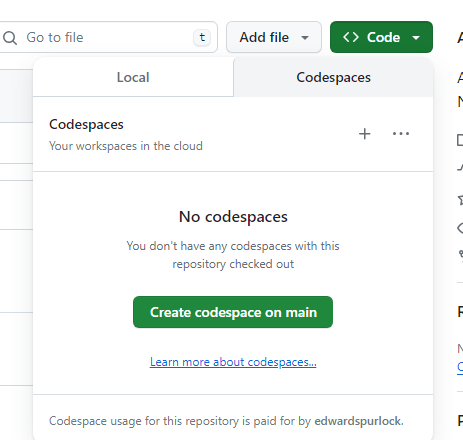 Go to file
t
Add file
Code
Local
Codespaces
Codespaces
Your workspaces in the cloud
No codespaces
You don't have any codespaces with this
repository checked out
Create codespace on main
Learn more about codespaces...
Codespace usage for this repository is paid for by edwardspurlock.